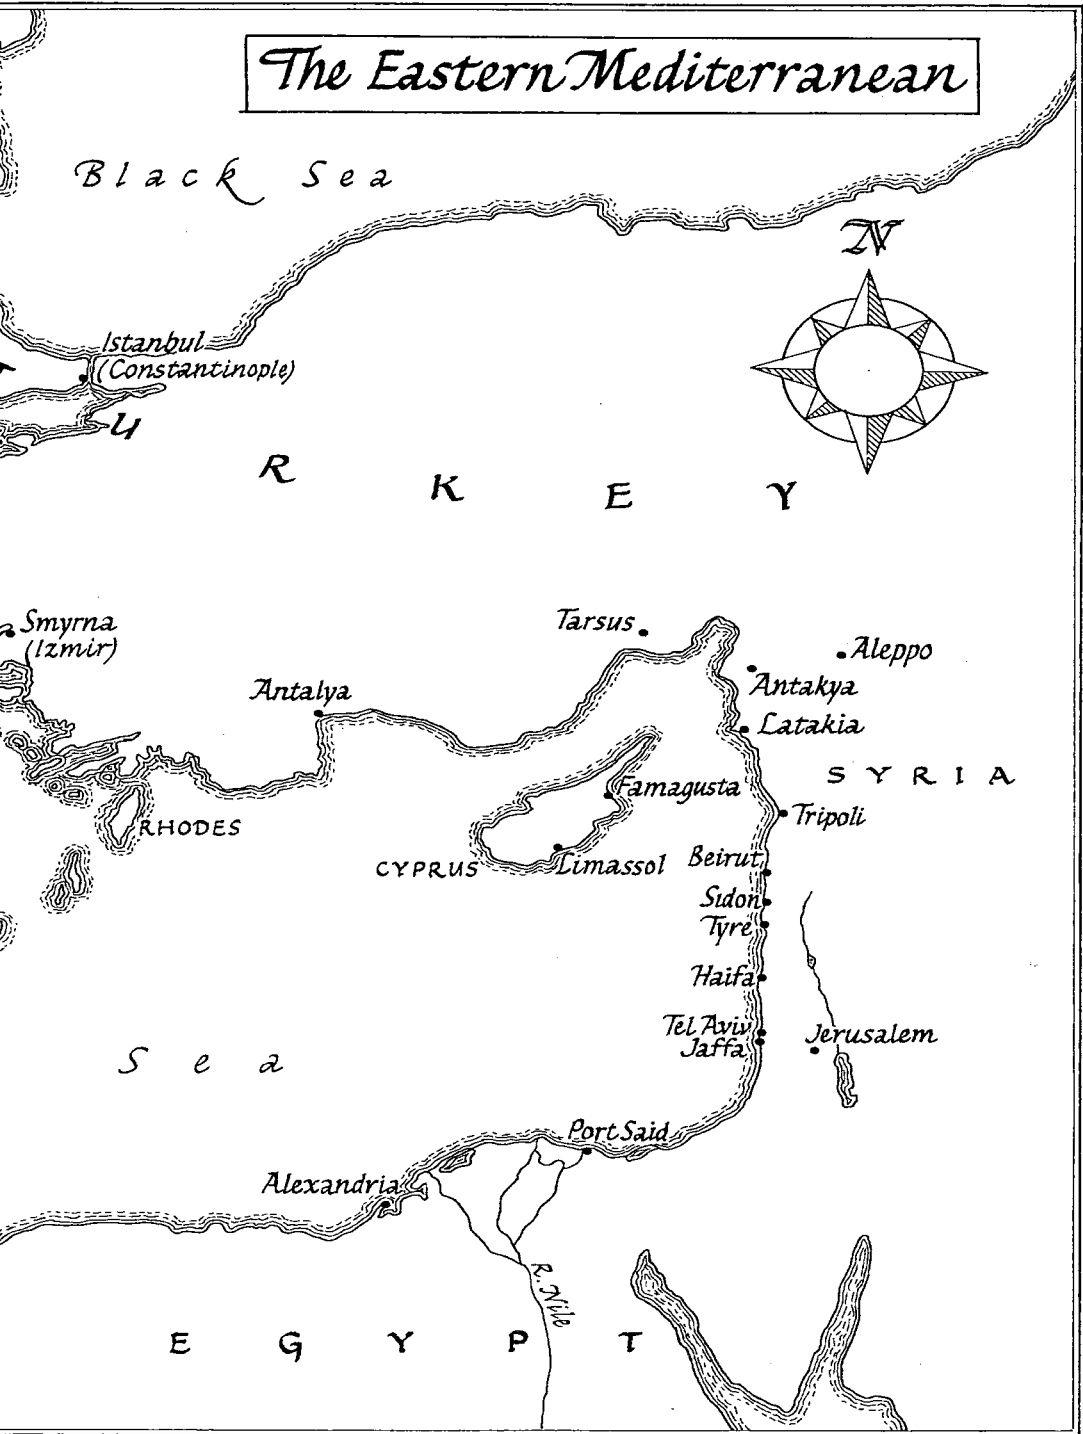 The Eastern Mediterranean
Black Sea
N
Istanbul
(Constantinople)
T U R K E Y
Smyrna
(Izmir)
Tarsus
Aleppo
Antakya
Antalya
Latakia
SYRIA
Famagusta
Tripoli
RHODES
CYPRUS
Limassol
Beirut
Sidon
Tyre
Haifa
Tel Aviv
Jaffa
Jerusalem
Sea
Port Said
Alexandria
R. Nile
EGYPT